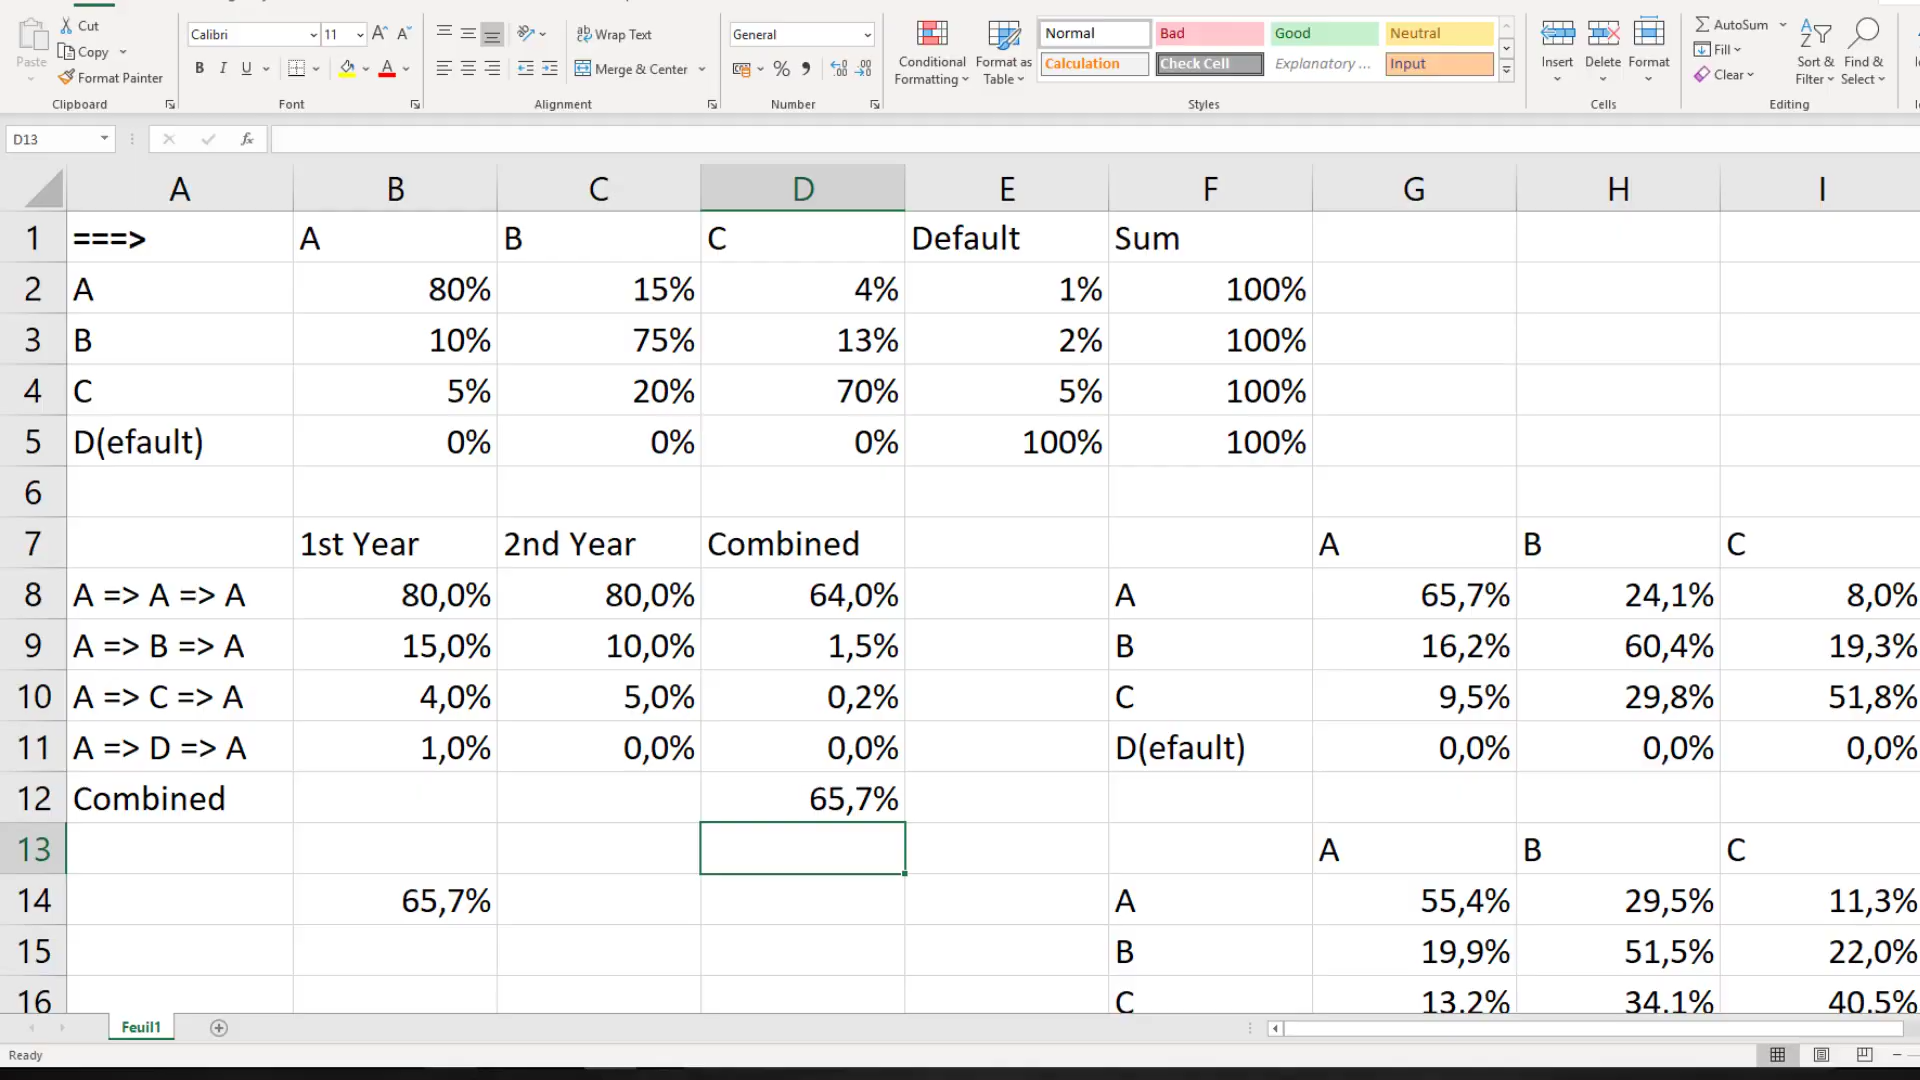 Cut
Copy
Paste
Format Painter
Clipboard
Calibri 11 A A
B I U A
Font
Wrap Text
Merge & Center
Alignment
General
%
Number
Conditional Formatting
Format as Table
Normal Bad Good Neutral
Calculation Check Cell Explanatory ... Input
Styles
Insert Delete Format
Cells
AutoSum
Fill
Clear
Sort & Filter
Find & Select
Editing
D13 fx
A B C D E F G H I
1 ===> A B C Default Sum
2 A 80% 15% 4% 1% 100%
3 B 10% 75% 13% 2% 100%
4 C 5% 20% 70% 5% 100%
5 D(efault) 0% 0% 0% 100% 100%
6
7 1st Year 2nd Year Combined A B C
8 A => A => A 80,0% 80,0% 64,0% A 65,7% 24,1% 8,0%
9 A => B => A 15,0% 10,0% 1,5% B 16,2% 60,4% 19,3%
10 A => C => A 4,0% 5,0% 0,2% C 9,5% 29,8% 51,8%
11 A => D => A 1,0% 0,0% 0,0% D(efault) 0,0% 0,0% 0,0%
12 Combined 65,7%
13 A B C
14 65,7% A 55,4% 29,5% 11,3%
15 B 19,9% 51,5% 22,0%
16 C 13,2% 34,1% 40,5%
Feuil1
Ready